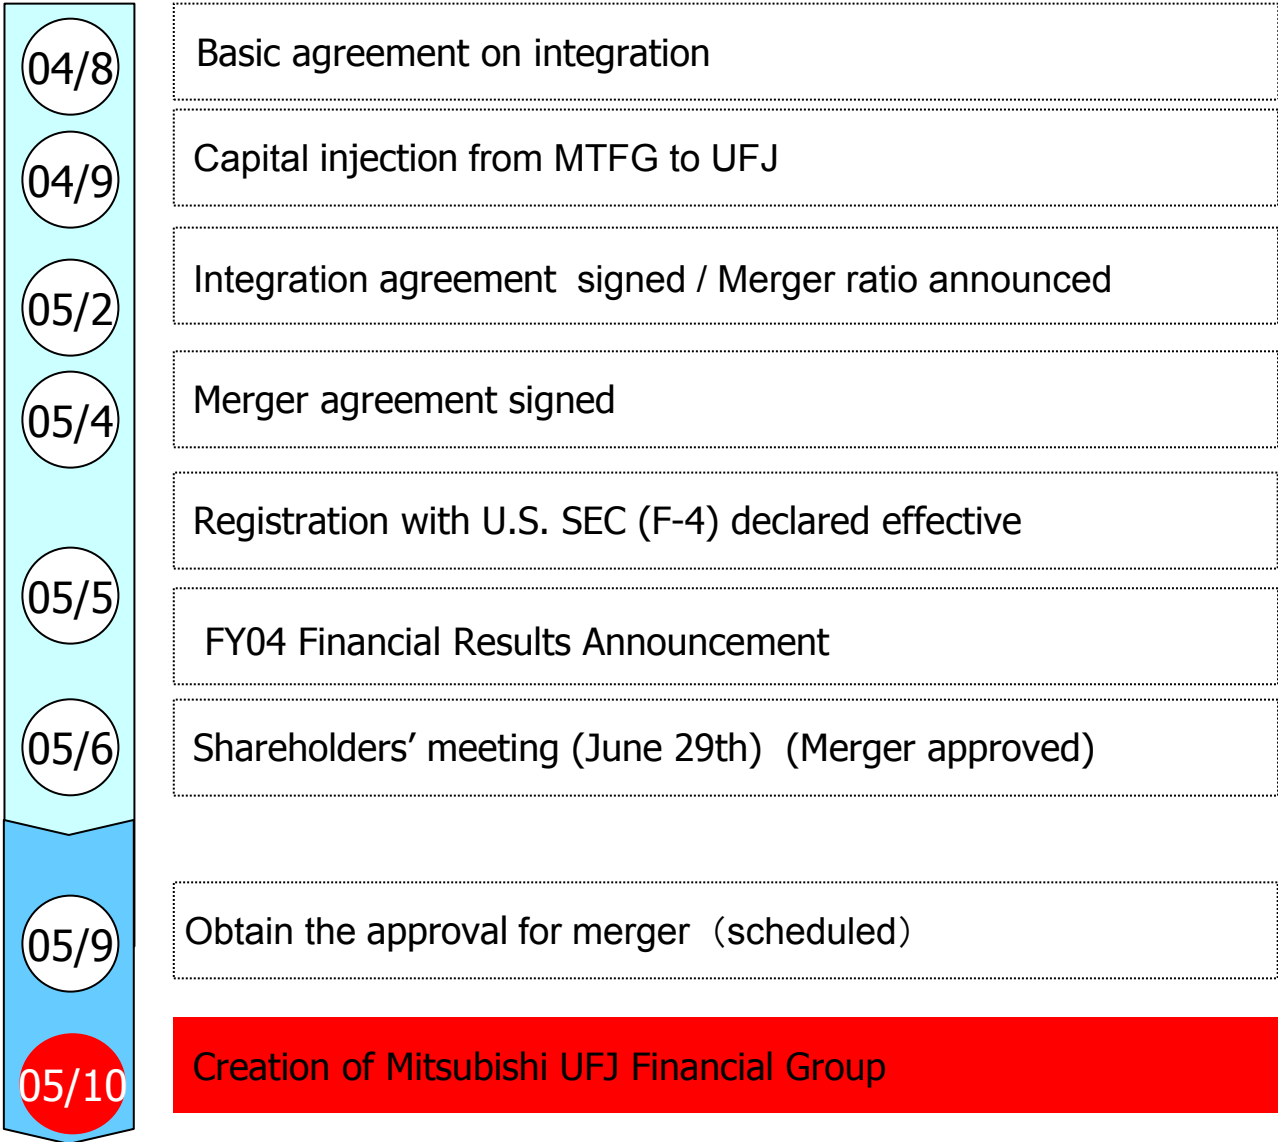 04/8
Basic agreement on integration
04/9
Capital injection from MTFG to UFJ
05/2
Integration agreement signed / Merger ratio announced
05/4
Merger agreement signed
Registration with U.S. SEC (F-4) declared effective
05/5
FY04 Financial Results Announcement
05/6
Shareholders’ meeting (June 29th) (Merger approved)
05/9
Obtain the approval for merger（scheduled）
05/10
Creation of Mitsubishi UFJ Financial Group